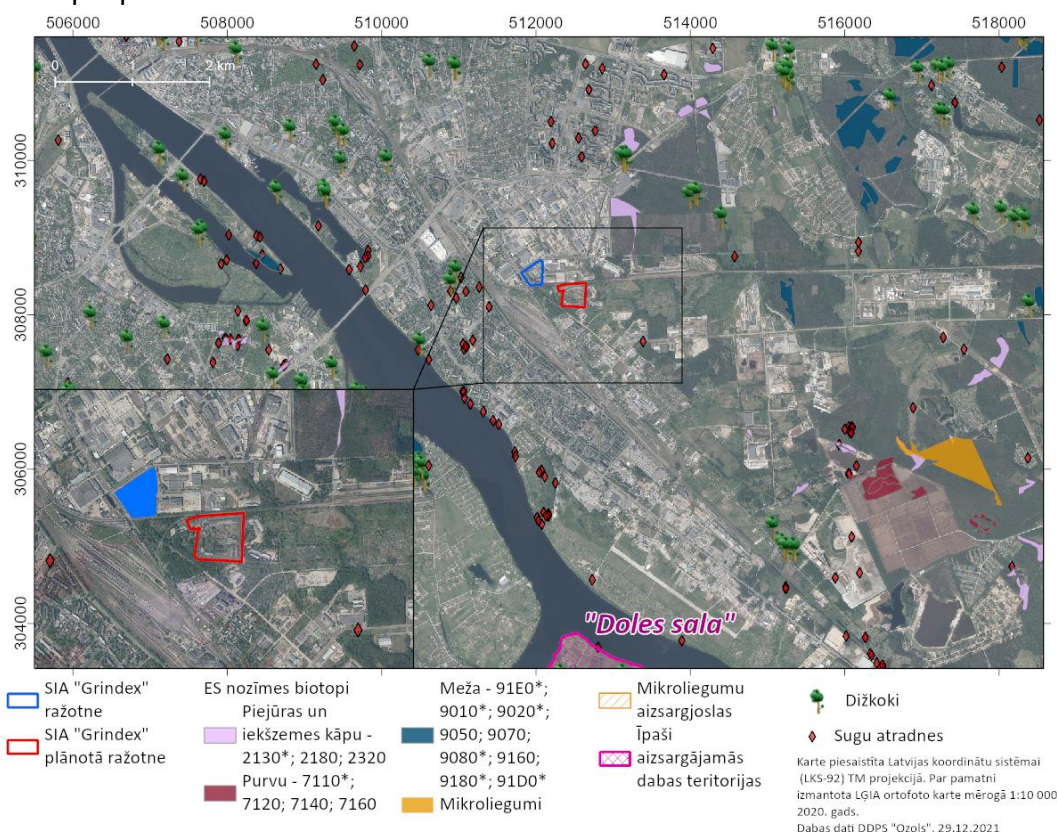 506000 508000 510000 512000 514000 516000 518000
0 1 2 km
310000
308000
306000
304000
"Doles sala"
SIA "Grindex"
ražotne
SIA "Grindex"
plānotā ražotne
ES nozīmes biotopi
Piejūras un
iekšzemes kāpu -
2130*; 2180; 2320
Purvu - 7110*;
7120; 7140; 7160
Meža - 91E0*;
9010*; 9020*;
9050; 9070;
9080*; 9160;
9180*; 91D0*
Mikroliegumi
Mikroliegumu
aizsargjoslas
Īpaši
aizsargājamās
dabas teritorijas
Dižkoki
Sugu atradnes
Karte piesaistīta Latvijas koordinātu sistēmai
(LKS-92) TM projekcijā. Par pamatni
izmantota LĢIA ortofoto karte mērogā 1:10 000
2020. gads.
Dabas dati DDPS "Ozols", 29.12.2021